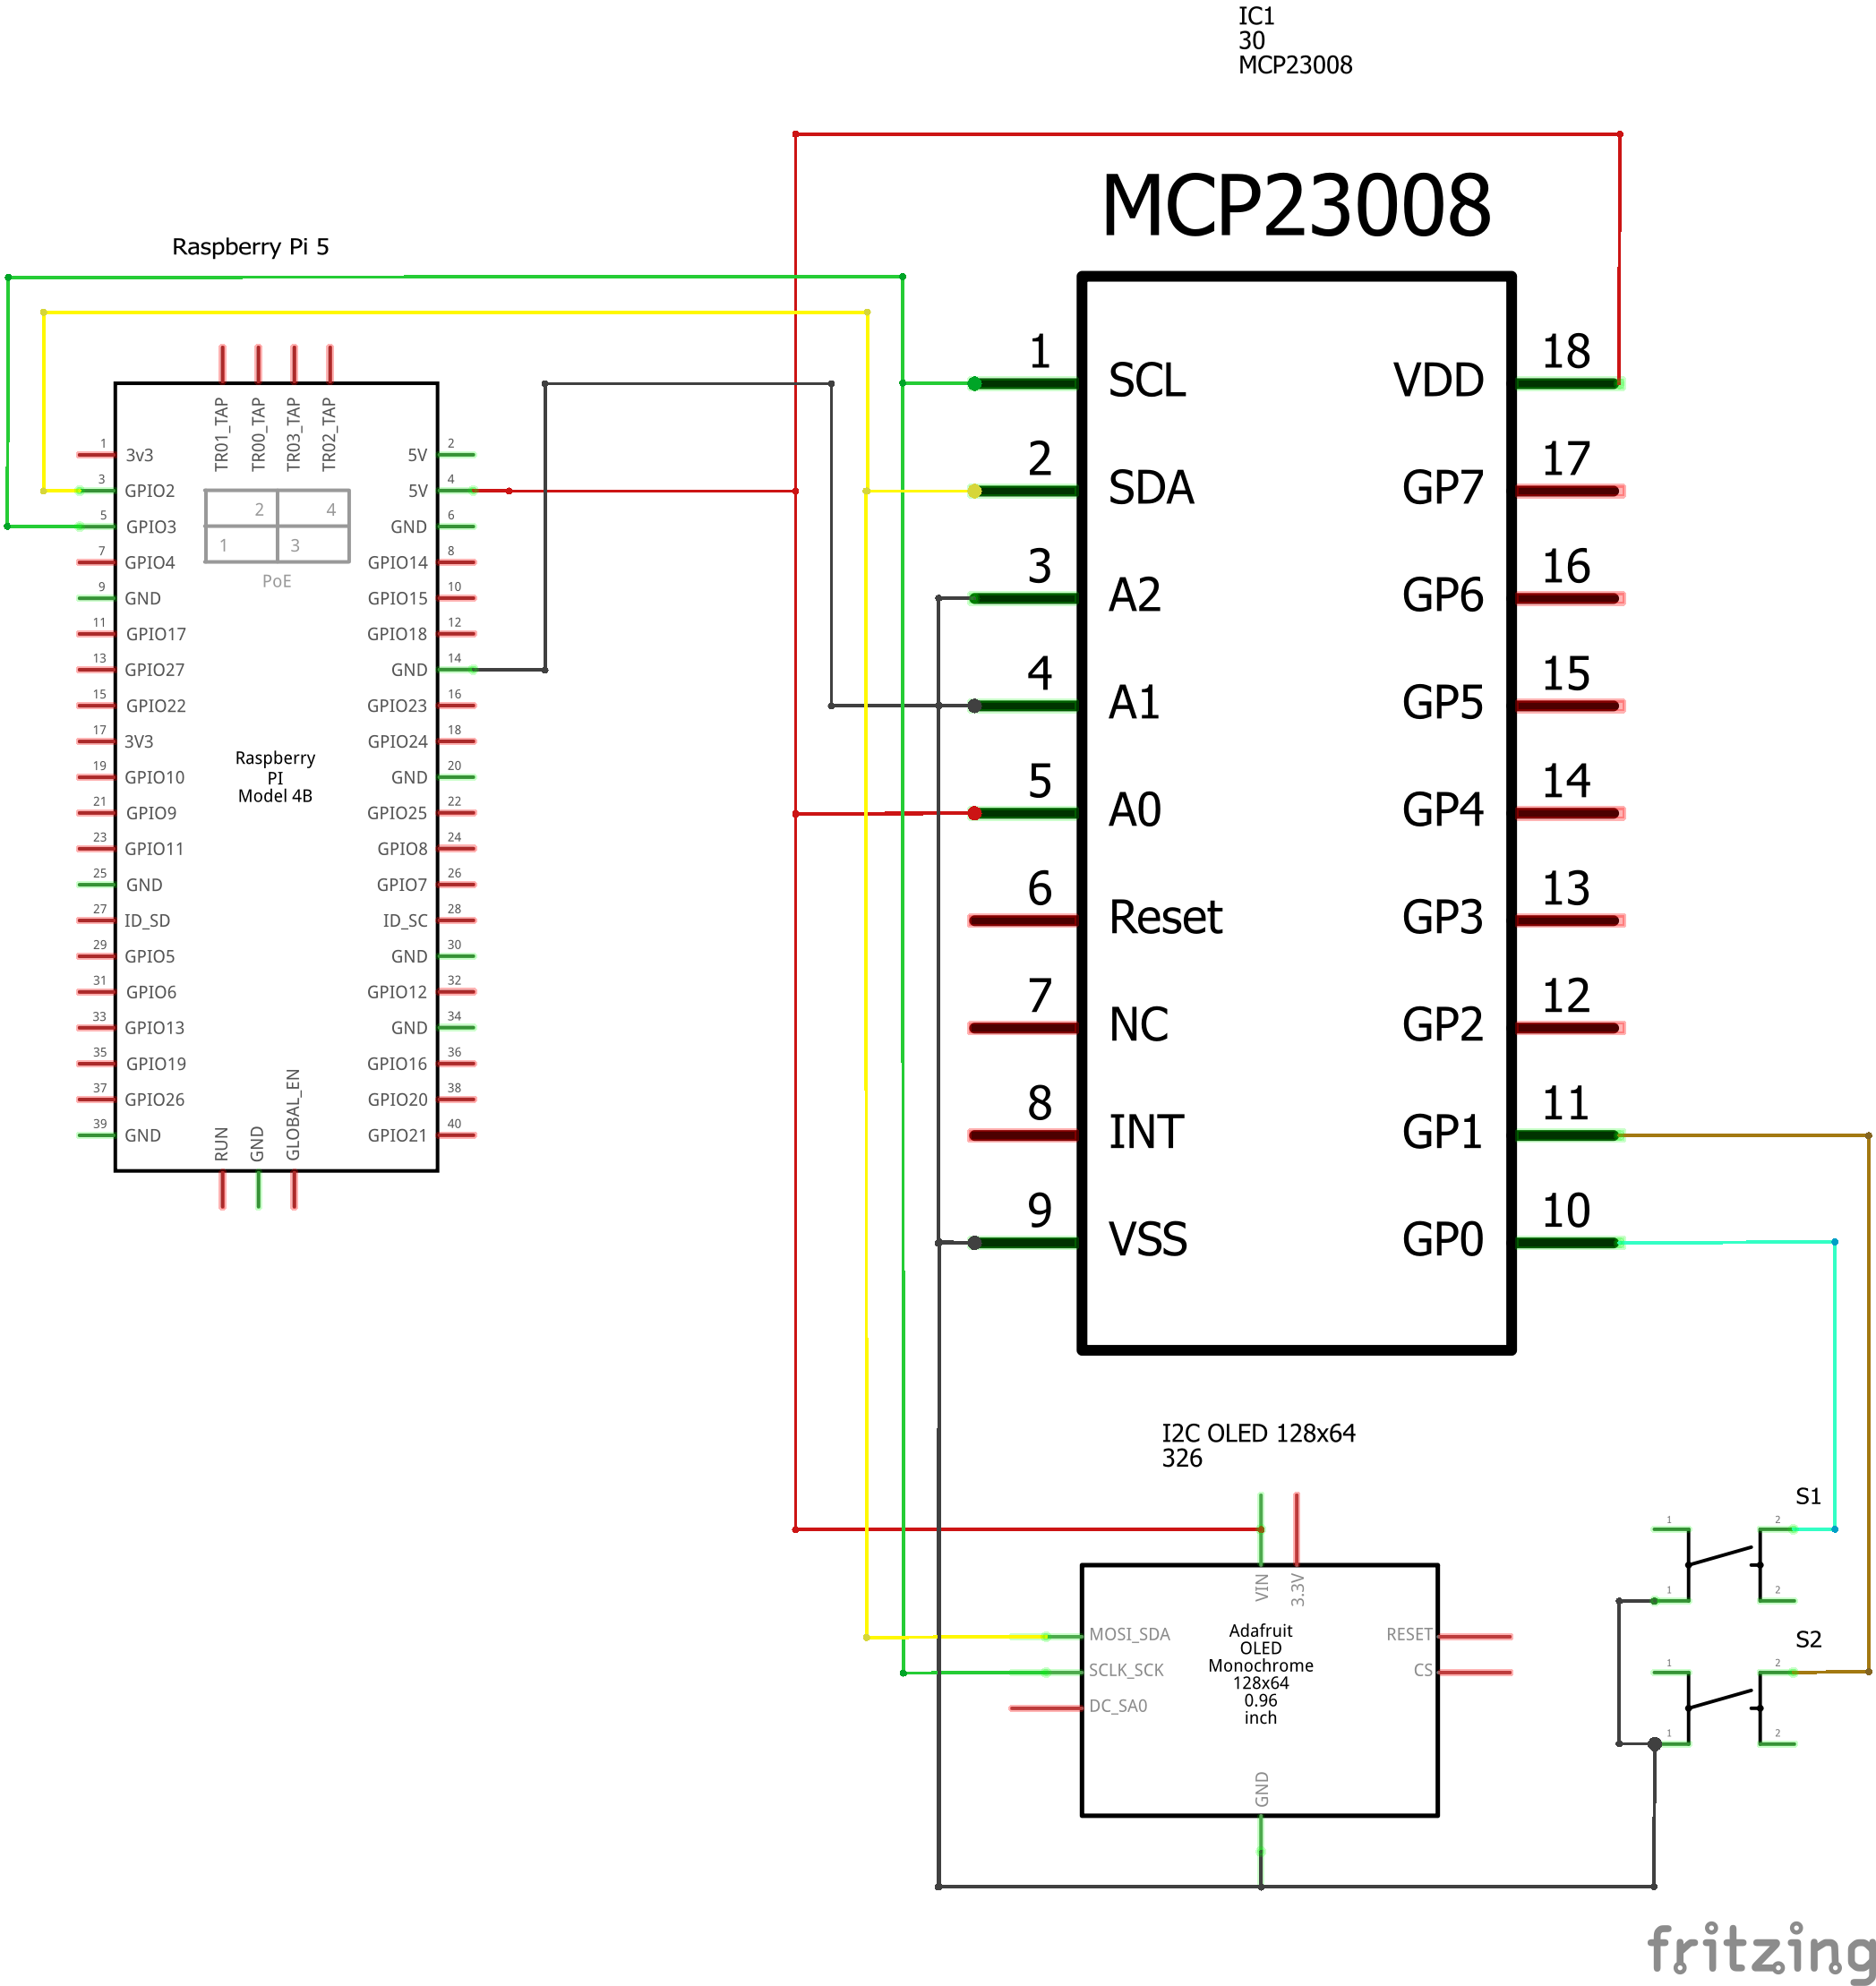 IC1
30
MCP23008
MCP23008
Raspberry Pi 5
TR01_TAP
TR00_TAP
TR03_TAP
TR02_TAP
1 3v3
3 GPIO2
5 GPIO3
7 GPIO4
9 GND
11 GPIO17
13 GPIO27
15 GPIO22
17 3V3
19 GPIO10
21 GPIO9
23 GPIO11
25 GND
27 ID_SD
29 GPIO5
31 GPIO6
33 GPIO13
35 GPIO19
37 GPIO26
39 GND
2 4
1 3
PoE
Raspberry
PI
Model 4B
5V 2
5V 4
GND 6
GPIO14 8
GPIO15 10
GPIO18 12
GND 14
GPIO23 16
GPIO24 18
GND 20
GPIO25 22
GPIO8 24
GPIO7 26
ID_SC 28
GND 30
GPIO12 32
GND 34
GPIO16 36
GPIO20 38
GPIO21 40
RUN
GND
GLOBAL_EN
1 SCL
2 SDA
3 A2
4 A1
5 A0
6 Reset
7 NC
8 INT
9 VSS
VDD 18
GP7 17
GP6 16
GP5 15
GP4 14
GP3 13
GP2 12
GP1 11
GP0 10
I2C OLED 128x64
326
VIN
3.3V
MOSI_SDA
SCLK_SCK
DC_SA0
Adafruit
OLED
Monochrome
128x64
0.96
inch
RESET
CS
GND
S1
1 2
1 2
S2
1 2
1 2
fritzing